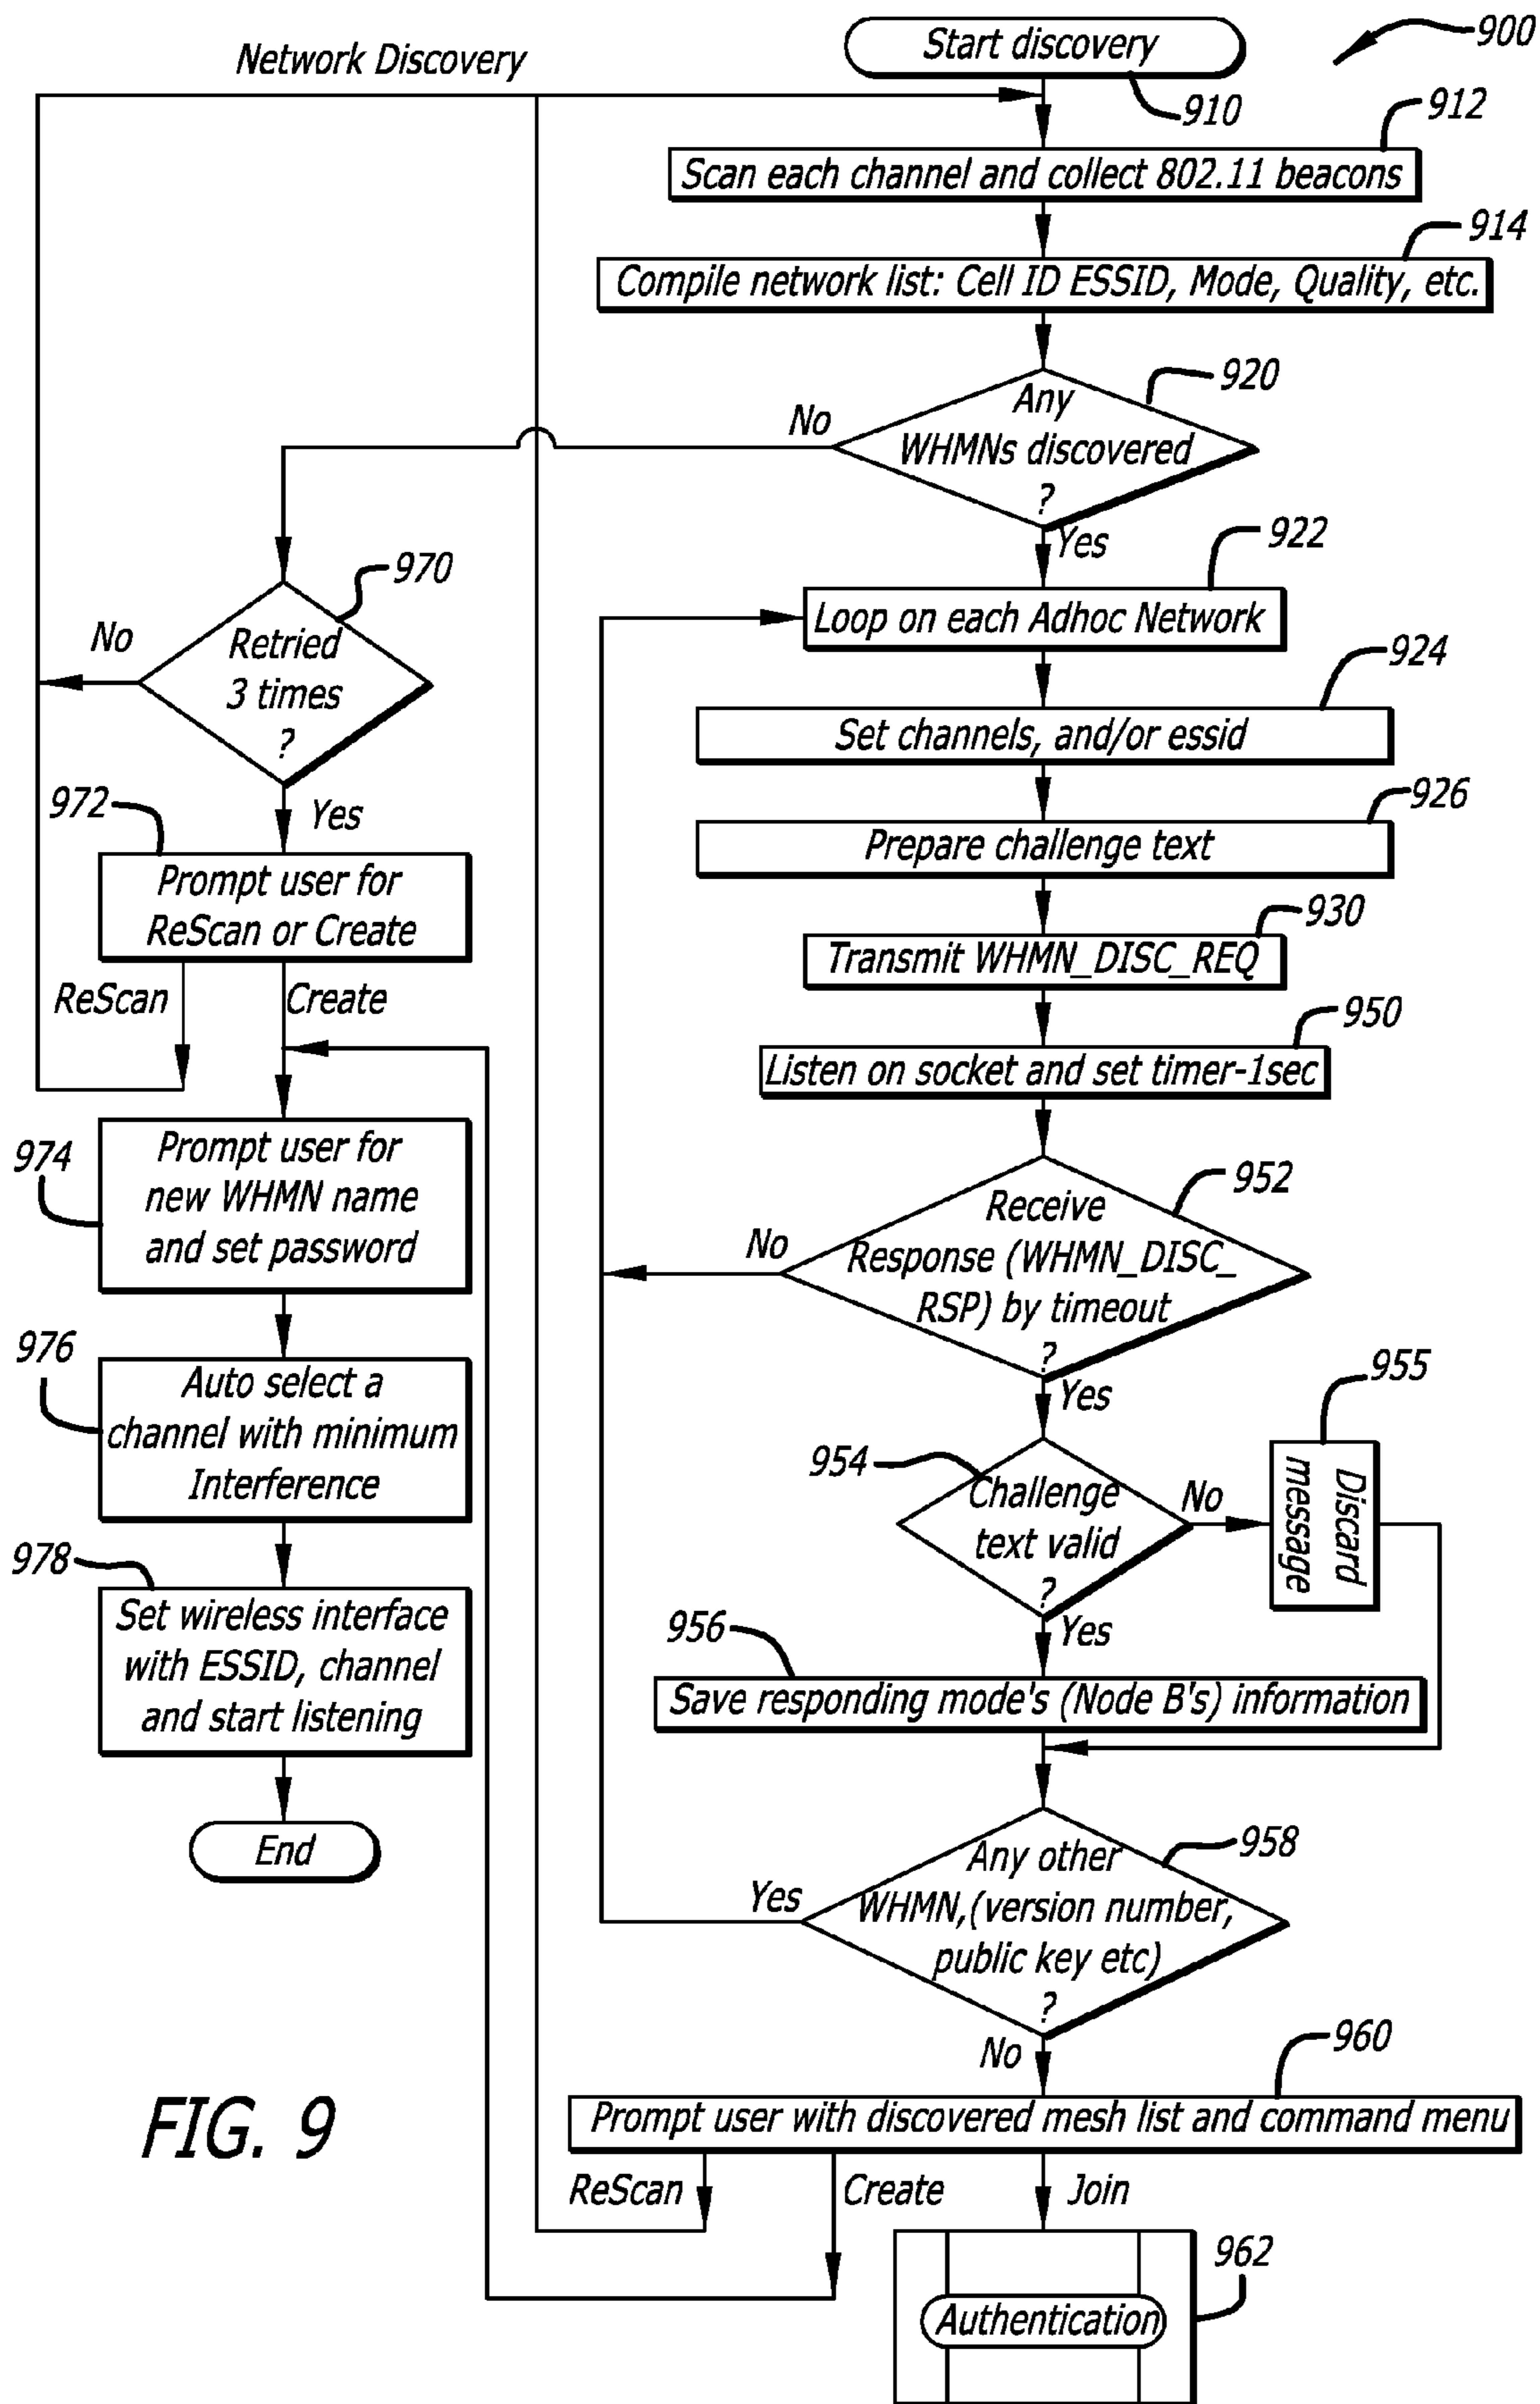 Network Discovery
Start discovery
900
910
912
Scan each channel and collect 802.11 beacons
914
Compile network list: Cell ID ESSID, Mode, Quality, etc.
920
Any
WHMNs discovered
?
No
Yes
922
Loop on each Adhoc Network
924
Set channels, and/or essid
926
Prepare challenge text
930
Transmit WHMN_DISC_REQ
950
Listen on socket and set timer-1sec
952
Receive
Response (WHMN_DISC_
RSP) by timeout
?
No
Yes
954
Challenge
text valid
?
No
955
Discard
message
Yes
956
Save responding mode's (Node B's) information
958
Any other
WHMN,(version number,
public key etc)
?
Yes
No
960
Prompt user with discovered mesh list and command menu
ReScan
Create
Join
962
Authentication
970
Retried
3 times
?
No
Yes
972
Prompt user for
ReScan or Create
ReScan
Create
974
Prompt user for
new WHMN name
and set password
976
Auto select a
channel with minimum
Interference
978
Set wireless interface
with ESSID, channel
and start listening
End
FIG. 9